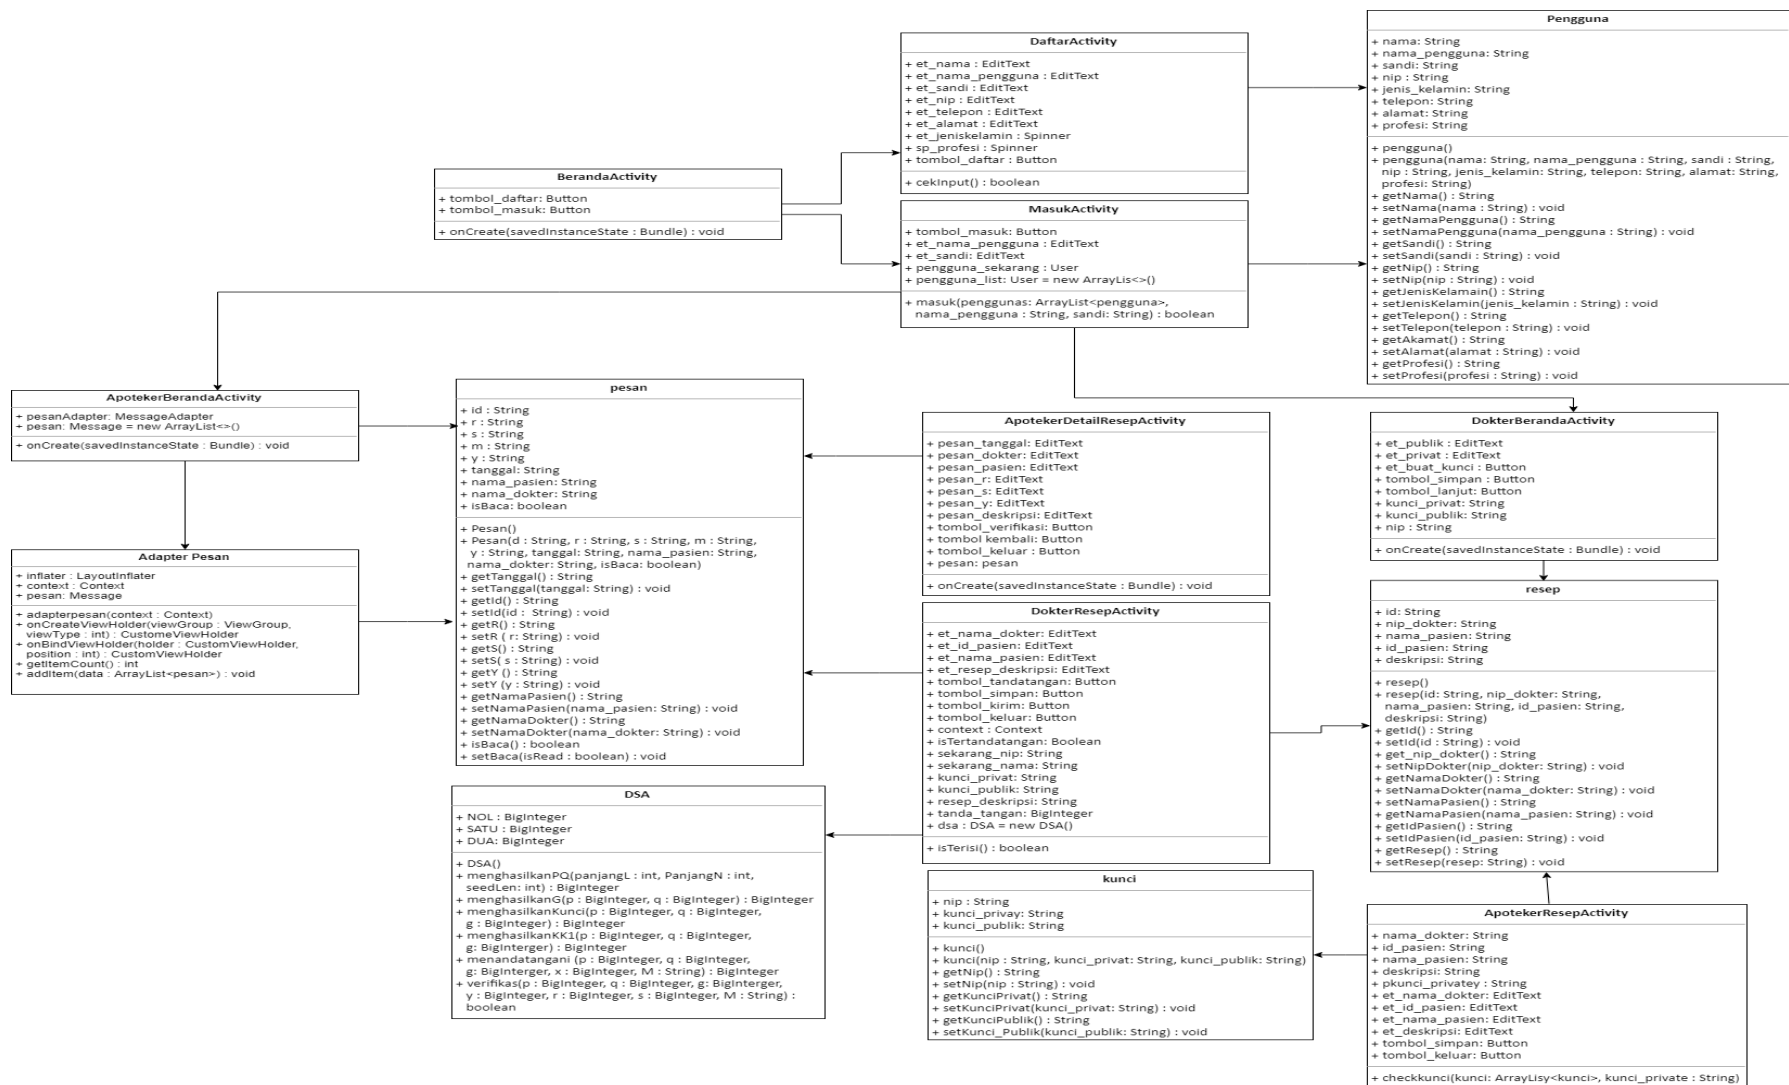 Pengguna
+ nama: String
+ nama_pengguna: String
+ sandi: String
+ nip : String
+ jenis_kelamin: String
+ telepon: String
+ alamat: String
+ profesi: String
+ pengguna()
+ pengguna(nama: String, nama_pengguna : String, sandi : String,
nip : String, jenis_kelamin: String, telepon: String, alamat: String,
profesi: String)
+ getNama() : String
+ setNama(nama : String) : void
+ getNamaPengguna() : String
+ setNamaPengguna(nama_pengguna : String) : void
+ getSandi() : String
+ setSandi(sandi : String) : void
+ getNip() : String
+ setNip(nip : String) : void
+ getJenisKelamain() : String
+ setJenisKelamin(jenis_kelamin : String) : void
+ getTelepon() : String
+ setTelepon(telepon : String) : void
+ getAkamat() : String
+ setAlamat(alamat : String) : void
+ getProfesi() : String
+ setProfesi(profesi : String) : void
DaftarActivity
+ et_nama : EditText
+ et_nama_pengguna : EditText
+ et_sandi : EditText
+ et_nip : EditText
+ et_telepon : EditText
+ et_alamat : EditText
+ et_jeniskelamin : Spinner
+ sp_profesi : Spinner
+ tombol_daftar : Button
+ cekInput() : boolean
BerandaActivity
+ tombol_daftar: Button
+ tombol_masuk: Button
+ onCreate(savedInstanceState : Bundle) : void
MasukActivity
+ tombol_masuk: Button
+ et_nama_pengguna : EditText
+ et_sandi: EditText
+ pengguna_sekarang : User
+ pengguna_list: User = new ArrayLis<>()
+ masuk(penggunas: ArrayList<pengguna>,
nama_pengguna : String, sandi: String) : boolean
ApotekerBerandaActivity
+ pesanAdapter: MessageAdapter
+ pesan: Message = new ArrayList<>()
+ onCreate(savedInstanceState : Bundle) : void
pesan
+ id : String
+ r : String
+ s : String
+ m : String
+ y : String
+ tanggal: String
+ nama_pasien: String
+ nama_dokter: String
+ isBaca: boolean
+ Pesan()
+ Pesan(d : String, r : String, s : String, m : String,
y : String, tanggal: String, nama_pasien: String,
nama_dokter: String, isBaca: boolean)
+ getTanggal() : String
+ setTanggal(tanggal: String) : void
+ getId() : String
+ setId(id : String) : void
+ getR() : String
+ setR ( r: String) : void
+ getS() : String
+ setS( s : String) : void
+ getY () : String
+ setY (y : String) : void
+ getNamaPasien() : String
+ setNamaPasien(nama_pasien: String) : void
+ getNamaDokter() : String
+ setNamaDokter(nama_dokter: String) : void
+ isBaca() : boolean
+ setBaca(isRead : boolean) : void
ApotekerDetailResepActivity
+ pesan_tanggal: EditText
+ pesan_dokter: EditText
+ pesan_pasien: EditText
+ pesan_r: EditText
+ pesan_s: EditText
+ pesan_y: EditText
+ pesan_deskripsi: EditText
+ tombol_verifikasi: Button
+ tombol kembali: Button
+ tombol_keluar : Button
+ pesan: pesan
+ onCreate(savedInstanceState : Bundle) : void
DokterBerandaActivity
+ et_publik : EditText
+ et_privat : EditText
+ et_buat_kunci : Button
+ tombol_simpan : Button
+ tombol_lanjut: Button
+ kunci_privat: String
+ kunci_publik: String
+ nip : String
+ onCreate(savedInstanceState : Bundle) : void
Adapter Pesan
+ inflater : LayoutInflater
+ context : Context
+ pesan: Message
+ adapterpesan(context : Context)
+ onCreateViewHolder(viewGroup : ViewGroup,
viewType : int) : CustomeViewHolder
+ onBindViewHolder(holder : CustomViewHolder,
position : int) : CustomViewHolder
+ getItemCount() : int
+ addItem(data : ArrayList<pesan>) : void
DokterResepActivity
+ et_nama_dokter: EditText
+ et_id_pasien: EditText
+ et_nama_pasien: EditText
+ et_resep_deskripsi: EditText
+ tombol_tandatangan: Button
+ tombol_simpan: Button
+ tombol_kirim: Button
+ tombol_keluar: Button
+ context : Context
+ isTertandatangan: Boolean
+ sekarang_nip: String
+ sekarang_nama: String
+ kunci_privat: String
+ kunci_publik: String
+ resep_deskripsi: String
+ tanda_tangan: BigInteger
+ dsa : DSA = new DSA()
+ isTerisi() : boolean
resep
+ id: String
+ nip_dokter: String
+ nama_pasien: String
+ id_pasien: String
+ deskripsi: String
+ resep()
+ resep(id: String, nip_dokter: String,
nama_pasien: String, id_pasien: String,
deskripsi: String)
+ getId() : String
+ setId(id : String) : void
+ get_nip_dokter() : String
+ setNipDokter(nip_dokter: String) : void
+ getNamaDokter() : String
+ setNamaDokter(nama_dokter: String) : void
+ setNamaPasien() : String
+ getNamaPasien(nama_pasien: String) : void
+ getIdPasien() : String
+ setIdPasien(id_pasien: String) : void
+ getResep() : String
+ setResep(resep: String) : void
DSA
+ NOL : BigInteger
+ SATU : BigInteger
+ DUA: BigInteger
+ DSA()
+ menghasilkanPQ(panjangL : int, PanjangN : int,
seedLen: int) : BigInteger
+ menghasilkanG(p : BigInteger, q : BigInteger) : BigInteger
+ menghasilkanKunci(p : BigInteger, q : BigInteger,
g : BigInteger) : BigInteger
+ menghasilkanKK1(p : BigInteger, q : BigInteger,
g: BigInterger) : BigInteger
+ menandatangani (p : BigInteger, q : BigInteger,
g: BigInterger, x : BigInteger, M : String) : BigInteger
+ verifikas(p : BigInteger, q : BigInteger, g: BigInterger,
y : BigInteger, r : BigInteger, s : BigInteger, M : String) :
boolean
kunci
+ nip : String
+ kunci_privay: String
+ kunci_publik: String
+ kunci()
+ kunci(nip : String, kunci_privat: String, kunci_publik: String)
+ getNip() : String
+ setNip(nip : String) : void
+ getKunciPrivat() : String
+ setKunciPrivat(kunci_privat: String) : void
+ getKunciPublik() : String
+ setKunci_Publik(kunci_publik: String) : void
ApotekerResepActivity
+ nama_dokter: String
+ id_pasien: String
+ nama_pasien: String
+ deskripsi: String
+ pkunci_privatey : String
+ et_nama_dokter: EditText
+ et_id_pasien: EditText
+ et_nama_pasien: EditText
+ et_deskripsi: EditText
+ tombol_simpan: Button
+ tombol_keluar: Button
+ checkkunci(kunci: ArrayLisy<kunci>, kunci_private : String)